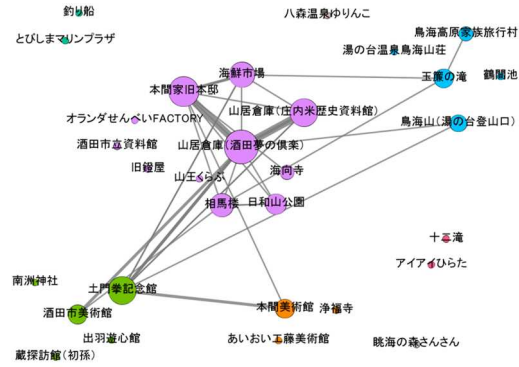 釣り船
八森温泉ゆりんこ
鳥海高原家族旅行村
とびしまマリンプラザ
湯の台温泉鳥海山荘
海鮮市場
玉簾の滝
鶴間池
本間家旧本邸
山居倉庫(庄内米歴史資料館)
オランダせんべいFACTORY
鳥海山(湯の台登山口)
酒田市立資料館
山居倉庫(酒田夢の倶楽)
旧鐙屋
海向寺
山王くらぶ
相馬楼
日和山公園
十二滝
アイアイひらた
南洲神社
土門拳記念館
酒田市美術館
本間美術館
浄福寺
出羽遊心館
あいおい工藤美術館
眺海の森さんさん
蔵探訪館(初孫)